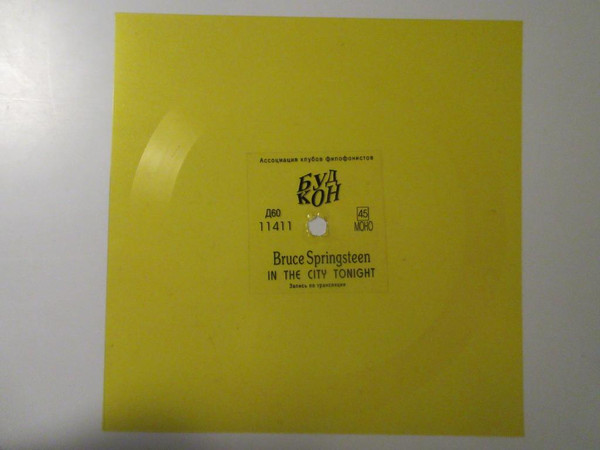 Ассоциация клубов филофонистов
БУД
КОН
Д60
11411
45
МОНО
Bruce Springsteen
IN THE CITY TONIGHT
Запись по трансляции